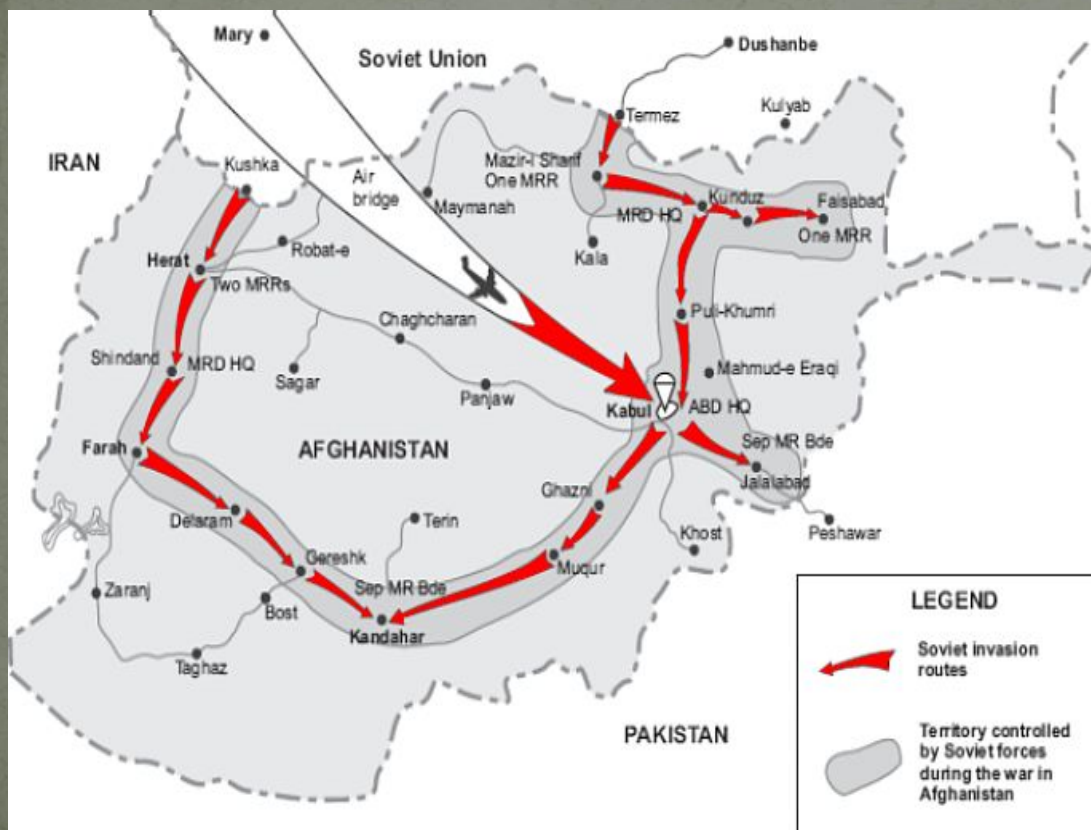 Mary
Soviet Union
Dushanbe
Kulyab
Termez
IRAN
Kushka
Air
bridge
Mazir-i Sharif
One MRR
Maymanah
MRD HQ
Kunduz
Faisabad
One MRR
Herat
Robat-e
Two MRRs
Kala
Chaghcharan
Puli-Khumri
Shindand
MRD HQ
Sagar
Panjaw
Mahmud-e Eraqi
Kabul
ABD HQ
Farah
AFGHANISTAN
Sep MR Bde
Jalalabad
Ghazni
Delaram
Terin
Khost
Peshawar
Gereshk
Muqur
Zaranj
Bost
Sep MR Bde
Kandahar
Taghaz
PAKISTAN
LEGEND
Soviet invasion
routes
Territory controlled
by Soviet forces
during the war in
Afghanistan